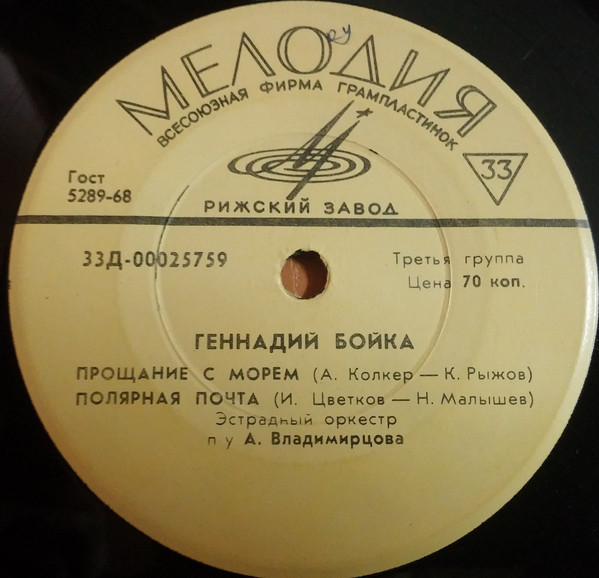 МЕЛОДИЯ
ВСЕСОЮЗНАЯ ФИРМА ГРАМПЛАСТИНОК
33
Гост
5289-68
РИЖСКИЙ ЗАВОД
33Д-00025759
Третья группа
Цена 70 коп.
ГЕННАДИЙ БОЙКА
ПРОЩАНИЕ С МОРЕМ (А. Колкер — К. Рыжов)
ПОЛЯРНАЯ ПОЧТА (И. Цветков — Н. Малышев)
Эстрадный оркестр
п у А. Владимирцова